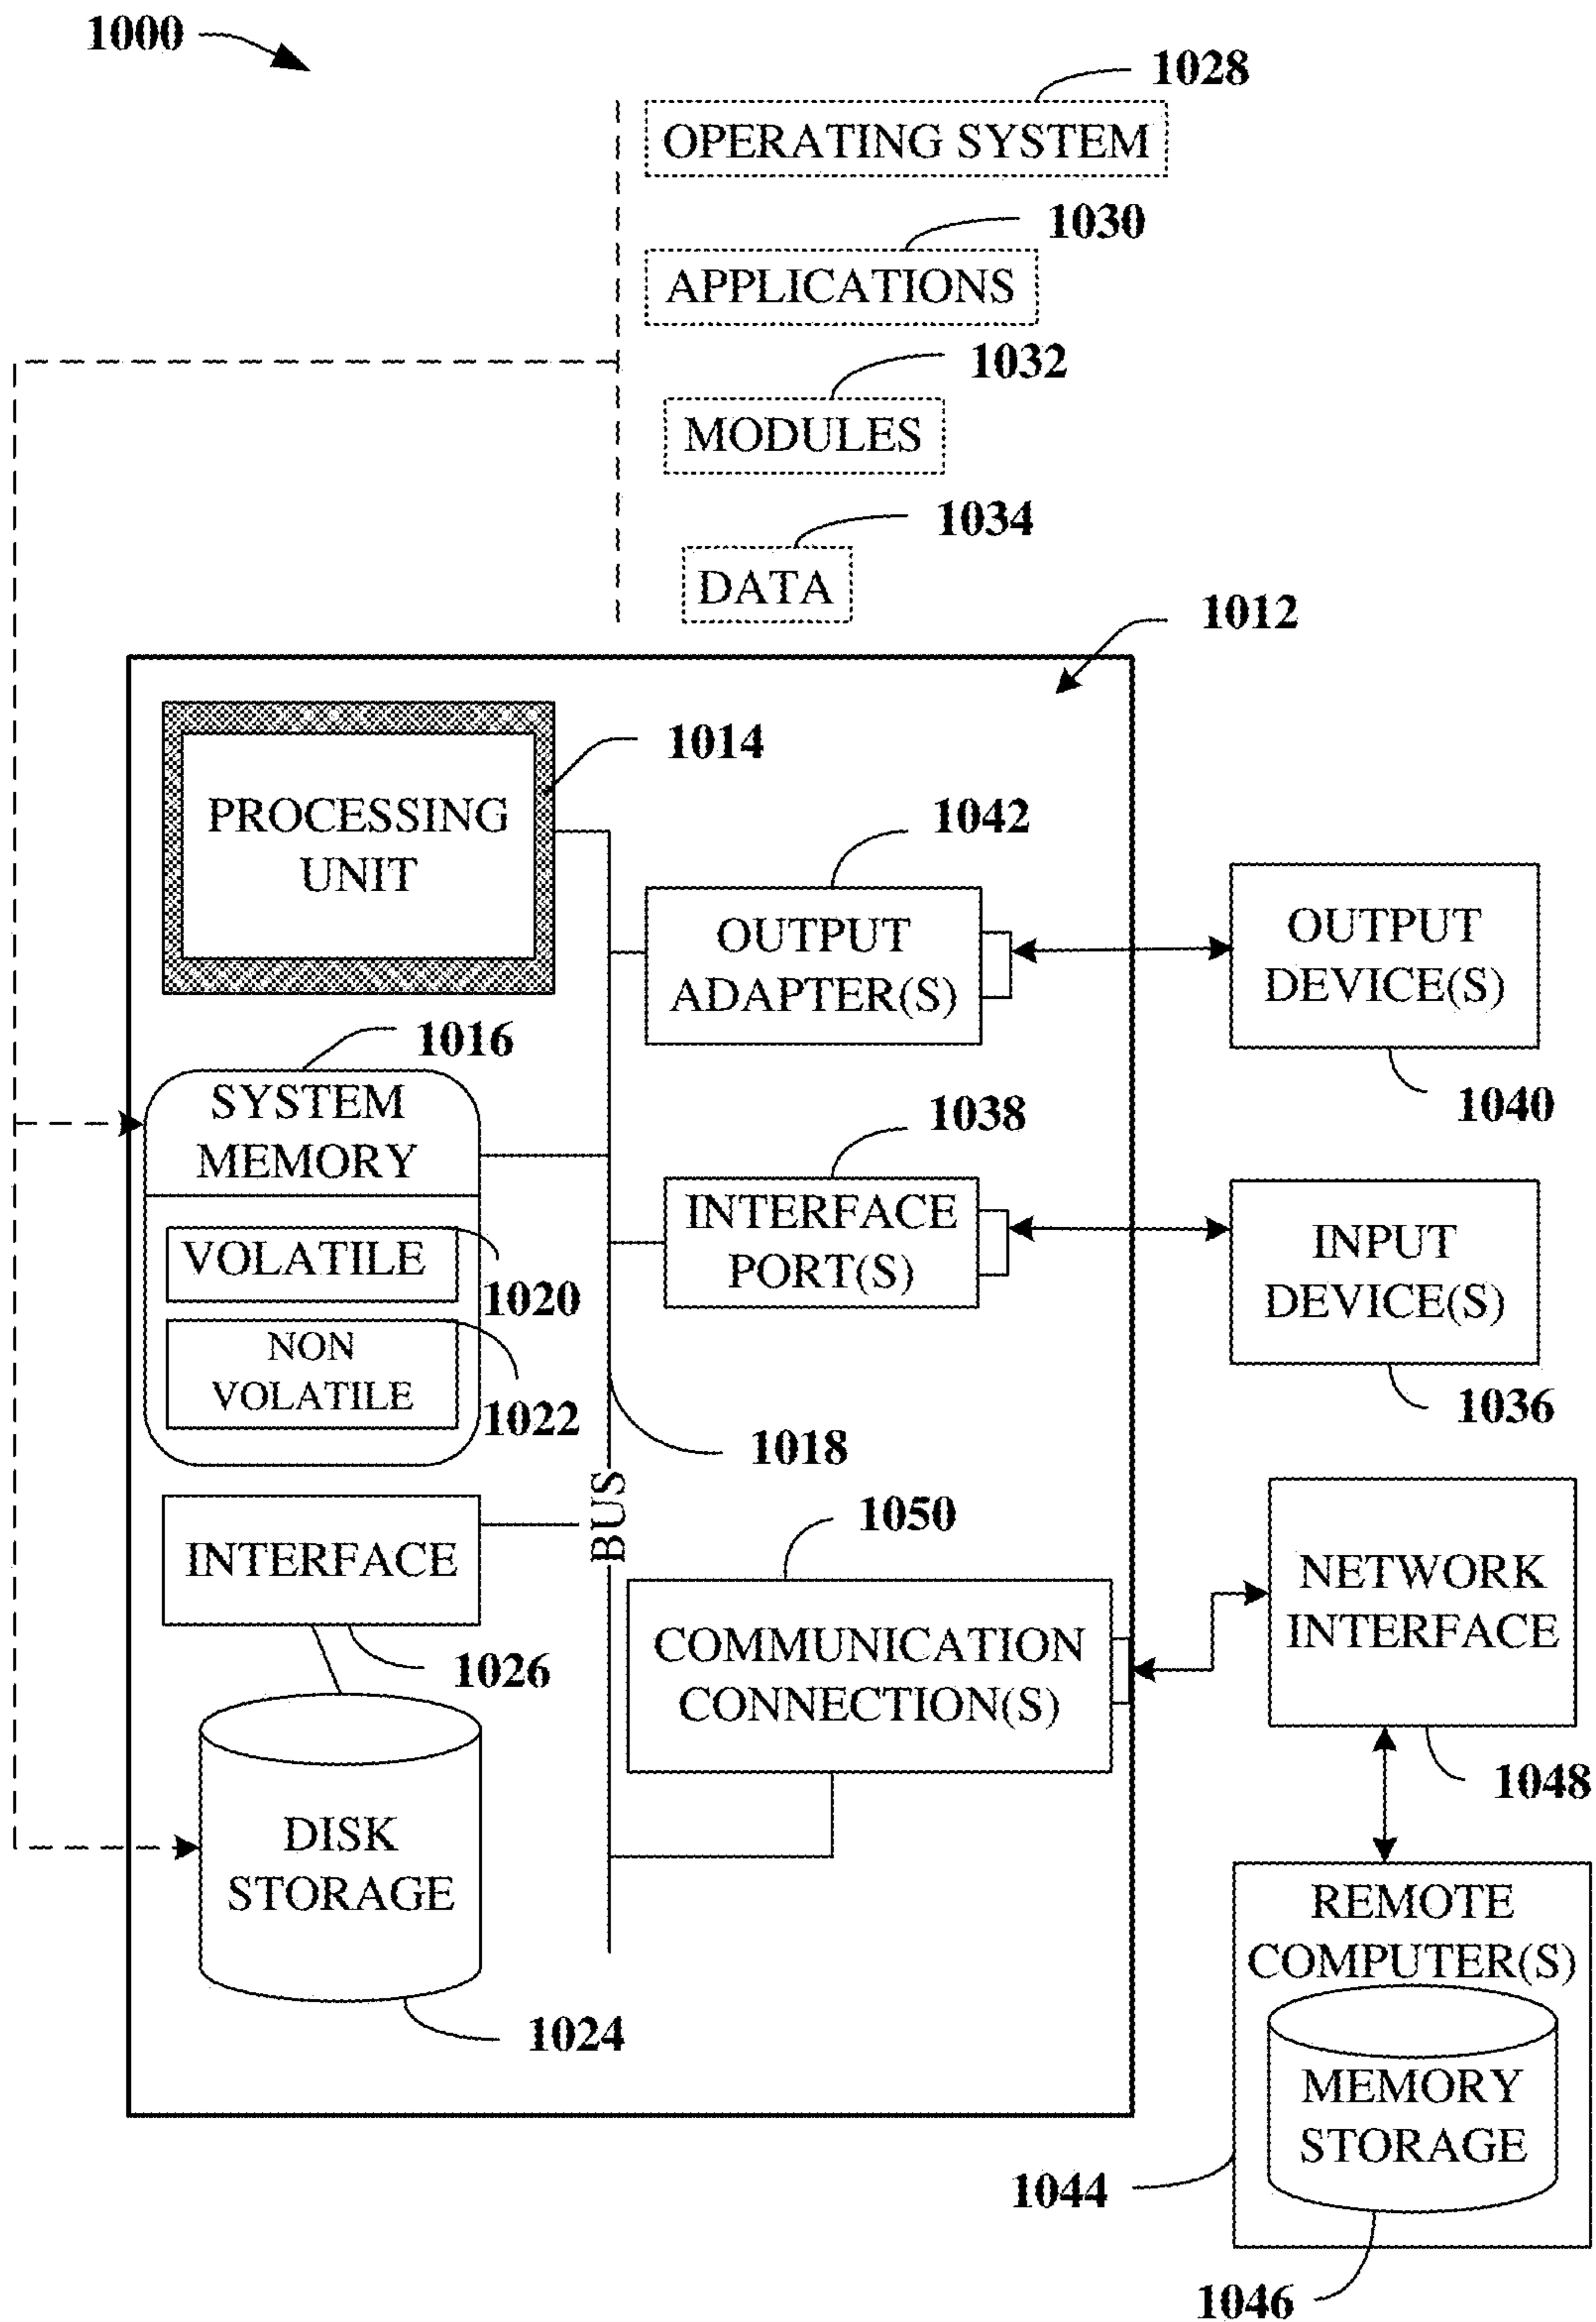 1000
1028
OPERATING SYSTEM
1030
APPLICATIONS
1032
MODULES
1034
DATA
1012
1014
PROCESSING
UNIT
1042
OUTPUT
ADAPTER(S)
OUTPUT
DEVICE(S)
1040
1016
SYSTEM
MEMORY
VOLATILE
1020
NON
VOLATILE
1022
1038
INTERFACE
PORT(S)
INPUT
DEVICE(S)
1036
1018
BUS
INTERFACE
1026
1050
COMMUNICATION
CONNECTION(S)
NETWORK
INTERFACE
1048
DISK
STORAGE
1024
REMOTE
COMPUTER(S)
MEMORY
STORAGE
1044
1046